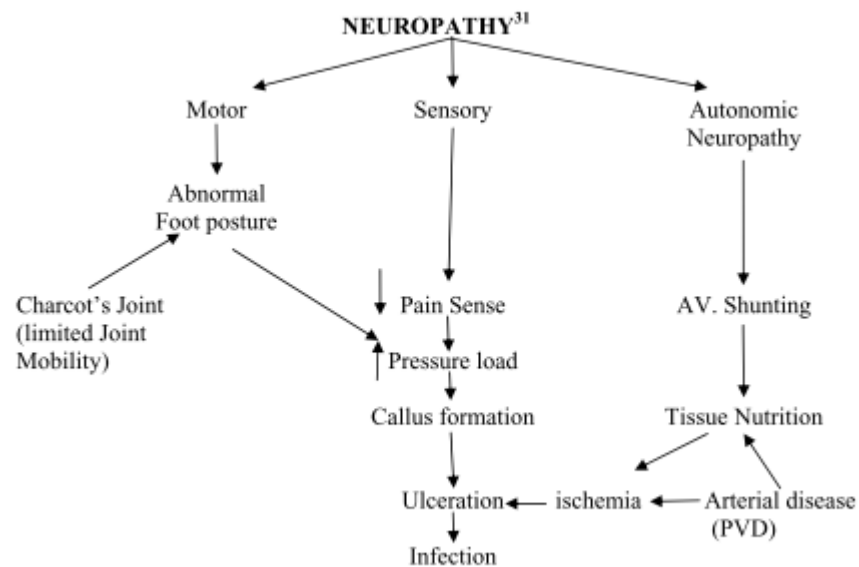 NEUROPATHY31
Motor
Sensory
Autonomic
Neuropathy
Abnormal
Foot posture
Charcot's Joint
(limited Joint
Mobility)
Pain Sense
AV. Shunting
Pressure load
Callus formation
Tissue Nutrition
Ulceration
ischemia
Arterial disease
(PVD)
Infection